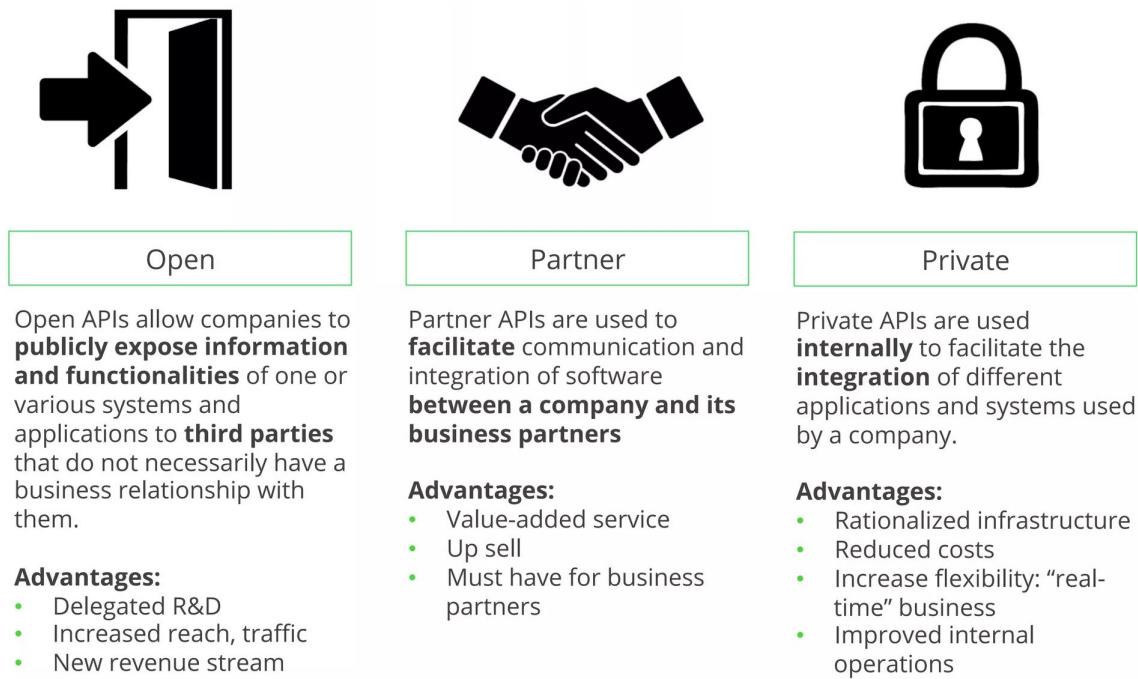 Open
Open APIs allow companies to
publicly expose information
and functionalities of one or
various systems and
applications to third parties
that do not necessarily have a
business relationship with
them.
Advantages:
• Delegated R&D
• Increased reach, traffic
• New revenue stream
Partner
Partner APIs are used to
facilitate communication and
integration of software
between a company and its
business partners
Advantages:
• Value-added service
• Up sell
• Must have for business
partners
Private
Private APIs are used
internally to facilitate the
integration of different
applications and systems used
by a company.
Advantages:
• Rationalized infrastructure
• Reduced costs
• Increase flexibility: “real-
time” business
• Improved internal
operations